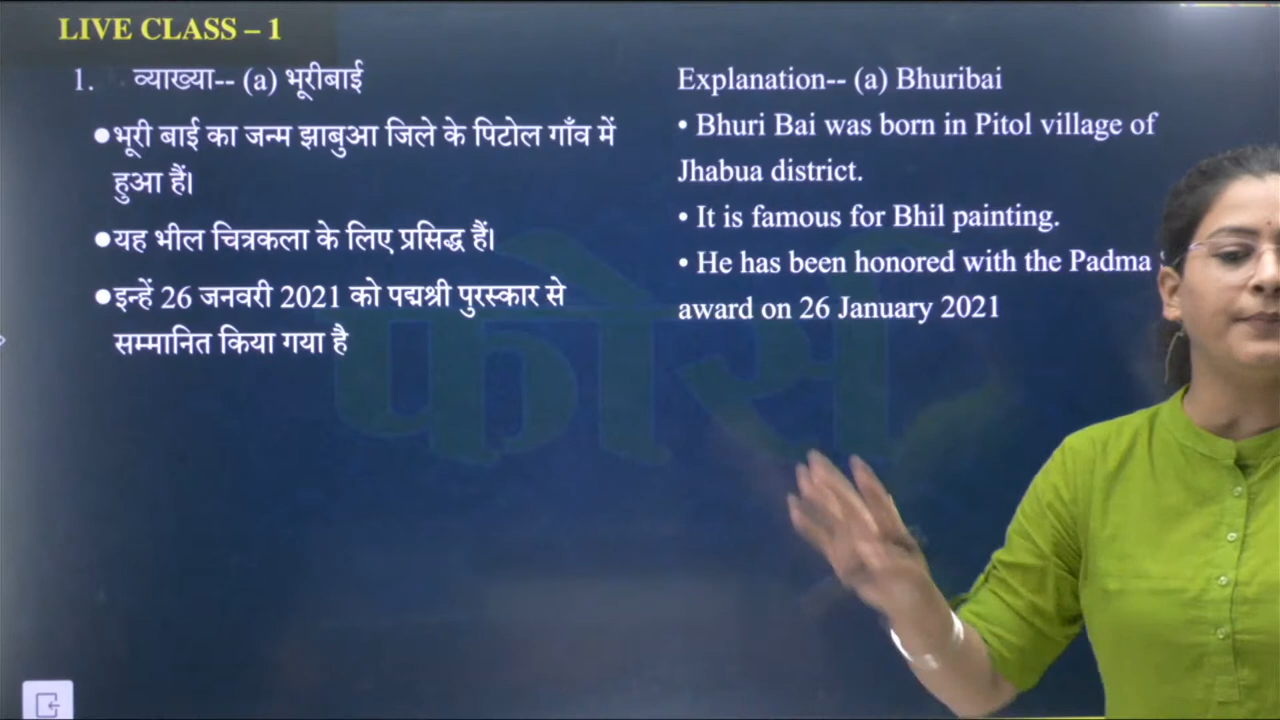 LIVE CLASS – 1
1. व्याख्या-- (a) भूरीबाई
●भूरी बाई का जन्म झाबुआ जिले के पिटोल गाँव में
हुआ हैं।
●यह भील चित्रकला के लिए प्रसिद्ध हैं।
●इन्हें 26 जनवरी 2021 को पद्मश्री पुरस्कार से
सम्मानित किया गया है
Explanation-- (a) Bhuribai
• Bhuri Bai was born in Pitol village of
Jhabua district.
• It is famous for Bhil painting.
• He has been honored with the Padma
award on 26 January 2021